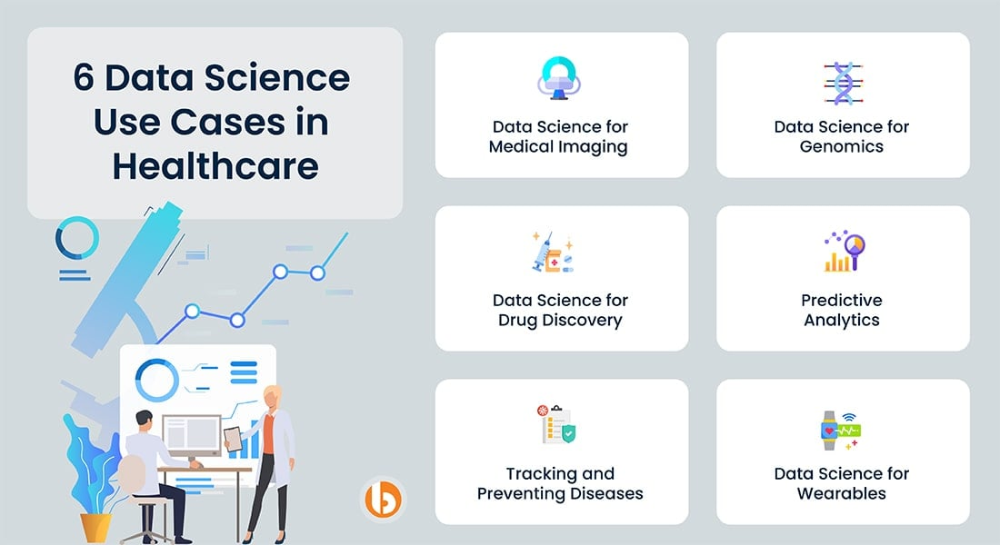 6 Data Science
Use Cases in
Healthcare
Data Science for
Medical Imaging
Data Science for
Genomics
Data Science for
Drug Discovery
Predictive
Analytics
Tracking and
Preventing Diseases
Data Science for
Wearables
b